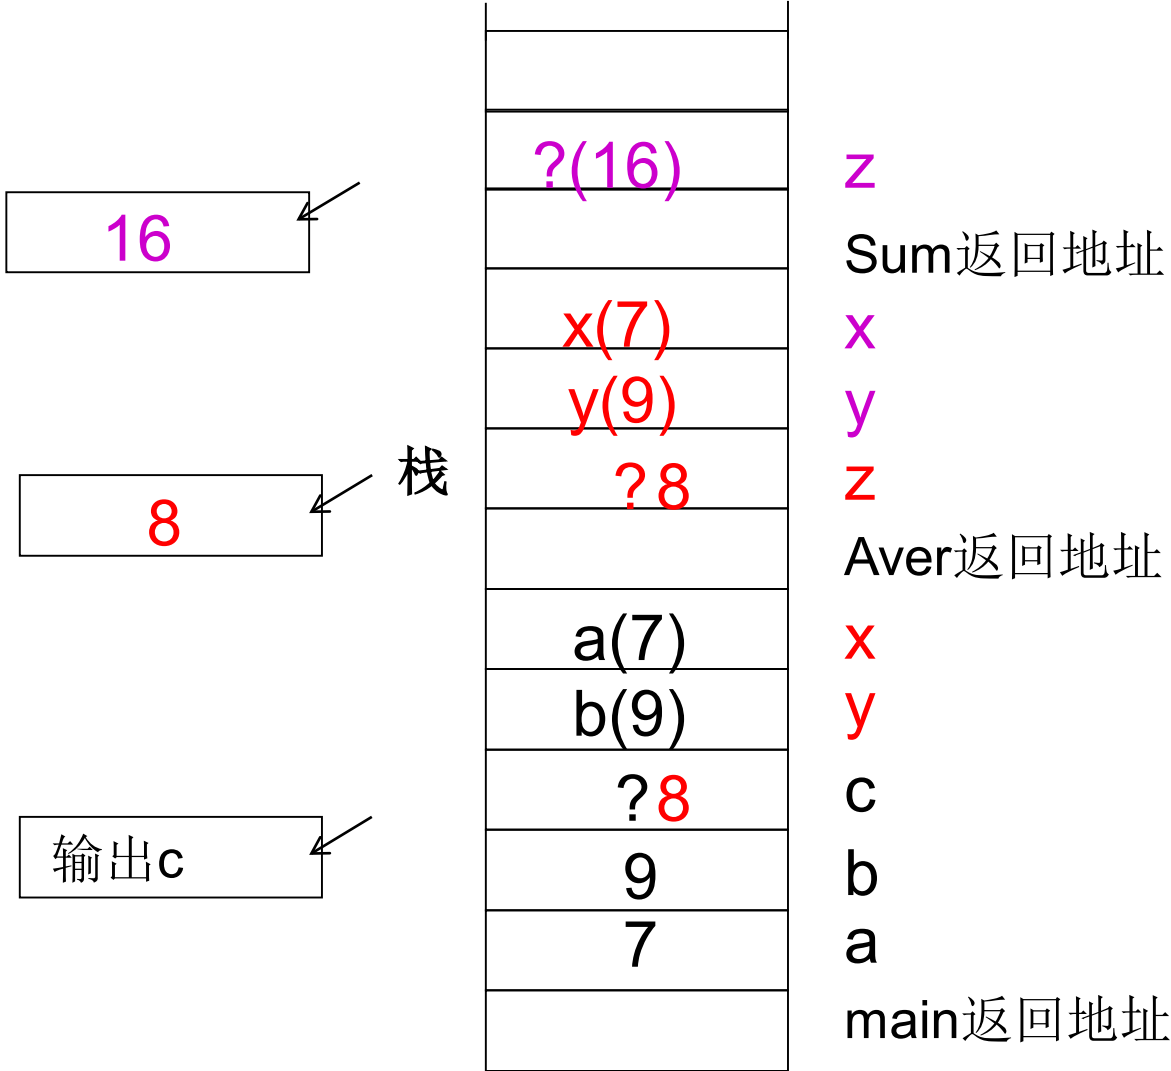 ?(16) z
16
Sum返回地址
x(7) x
y(9) y
栈
?8 z
8
Aver返回地址
a(7) x
b(9) y
?8 c
输出c
9 b
7 a
main返回地址